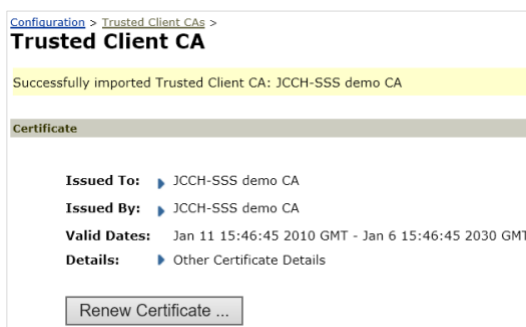 Configuration > Trusted Client CAs >
Trusted Client CA
Successfully imported Trusted Client CA: JCCH-SSS demo CA
Certificate
Issued To: JCCH-SSS demo CA
Issued By: JCCH-SSS demo CA
Valid Dates: Jan 11 15:46:45 2010 GMT - Jan 6 15:46:45 2030 GMT
Details: Other Certificate Details
Renew Certificate ...